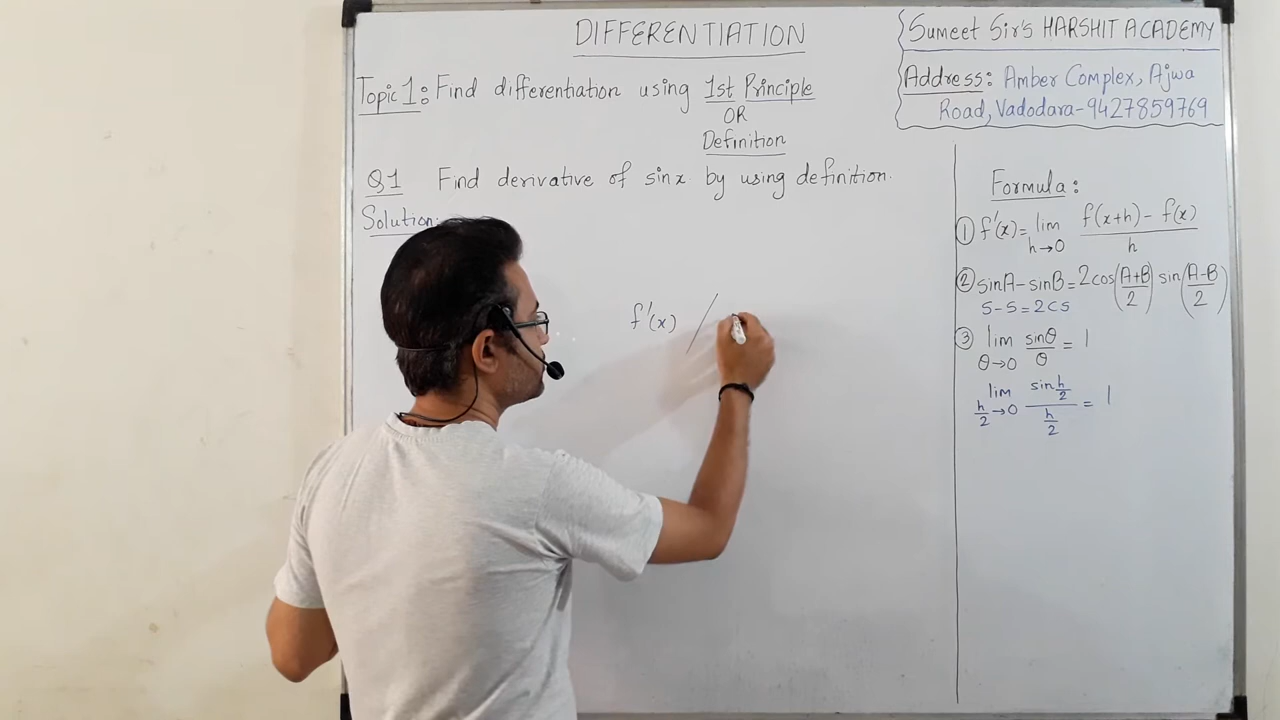 DIFFERENTIATION
Sumeet Sir's HARSHIT ACADEMY
Address: Amber Complex, Ajwa
Road, Vadodara-9427859769
Topic 1: Find differentiation using 1st Principle
OR
Definition
Q1 Find derivative of sinx by using definition.
Solution:
f'(x) /
Formula:
① f'(x)= lim h→0 f(x+h)- f(x) / h
② sinA-sinB=2cos(A+B/2) sin(A-B/2)
S-S=2CS
③ lim θ→0 sinθ/θ = 1
lim h/2→0 sin h/2 / h/2 = 1